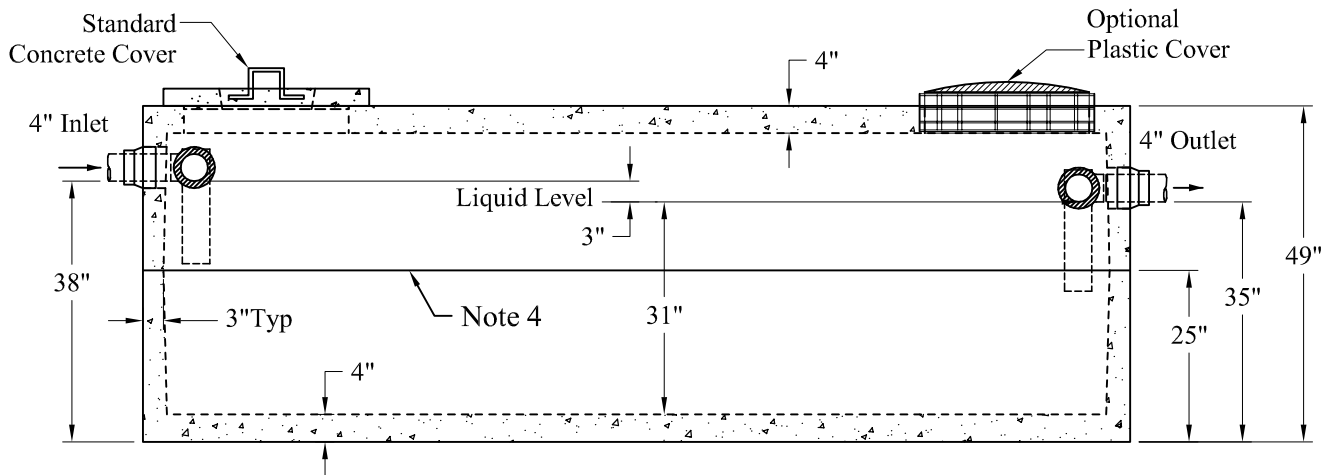 Standard
Concrete Cover
4"
Optional
Plastic Cover
4" Inlet
4" Outlet
Liquid Level
3"
38"
49"
35"
31"
25"
3"Typ
Note 4
4"